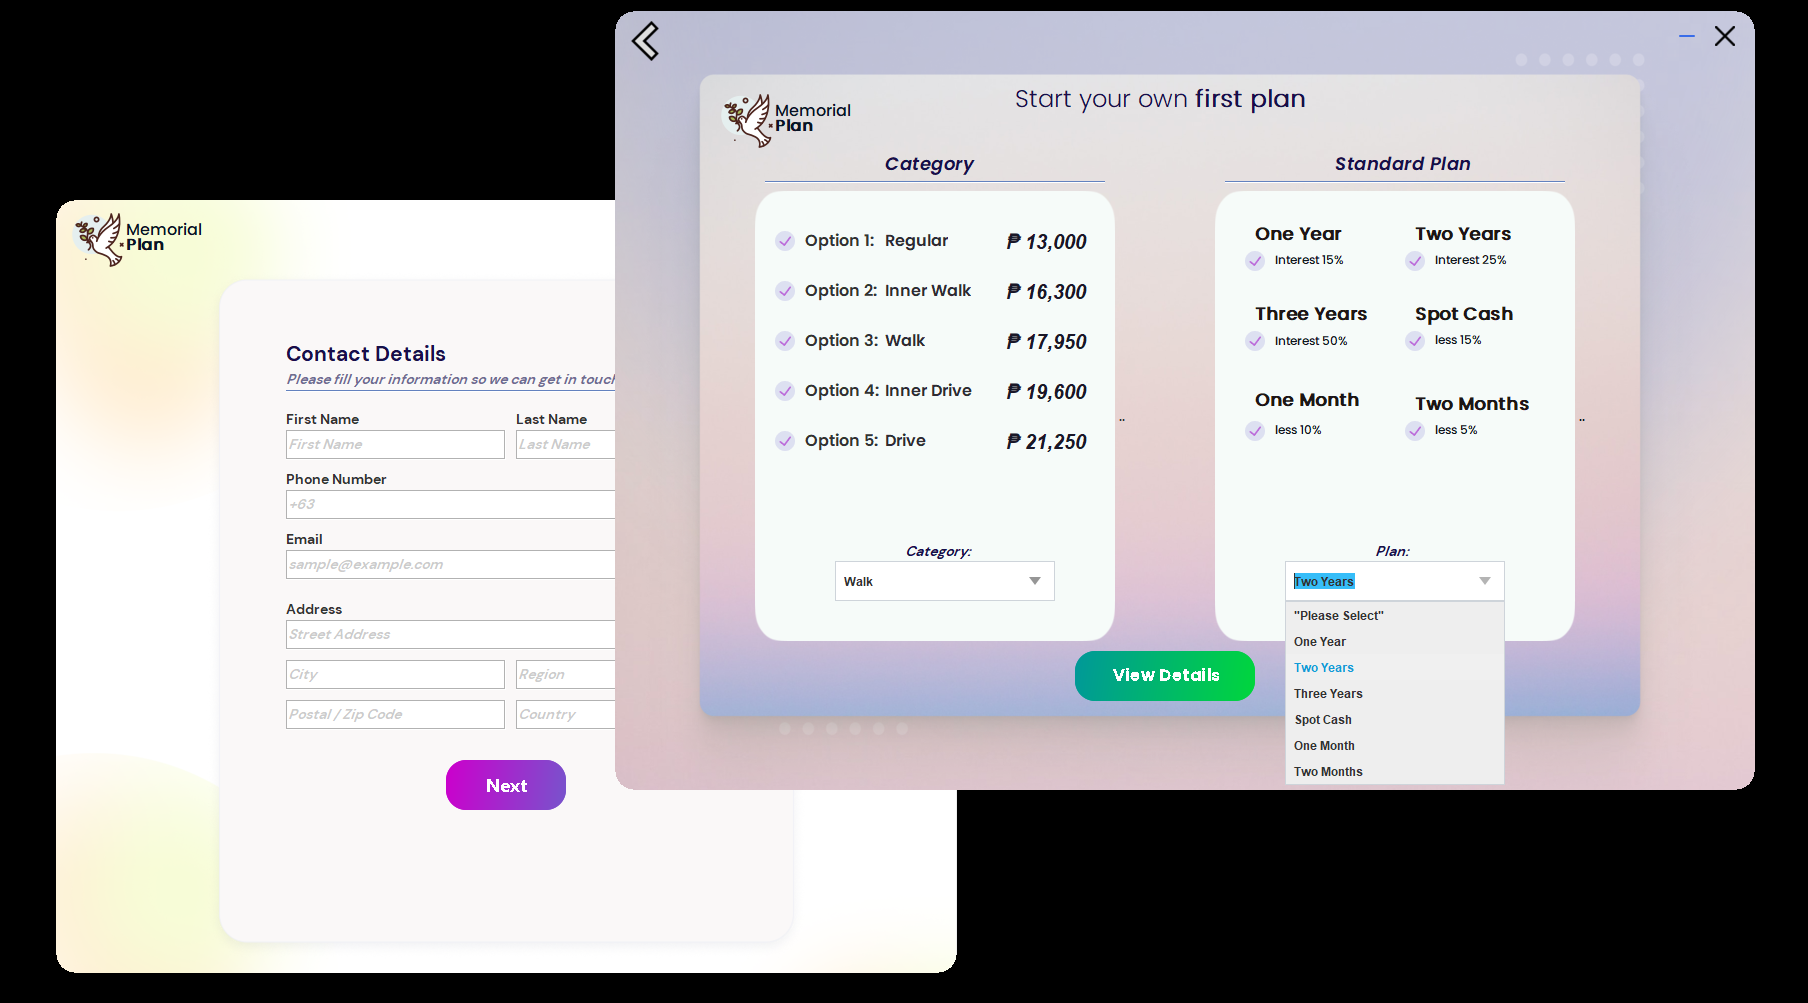 Memorial
Plan
Contact Details
Please fill your information so we can get in touch
First Name
Last Name
First Name
Last Name
Phone Number
+63
Email
sample@example.com
Address
Street Address
City
Region
Postal / Zip Code
Country
Next
Memorial
Plan
Start your own first plan
Category
Option 1: Regular ₱ 13,000
Option 2: Inner Walk ₱ 16,300
Option 3: Walk ₱ 17,950
Option 4: Inner Drive ₱ 19,600
Option 5: Drive ₱ 21,250
..
Category:
Walk
Standard Plan
One Year
Interest 15%
Two Years
Interest 25%
Three Years
Interest 50%
Spot Cash
less 15%
One Month
less 10%
Two Months
less 5%
..
Plan:
Two Years
"Please Select"
One Year
Two Years
Three Years
Spot Cash
One Month
Two Months
View Details